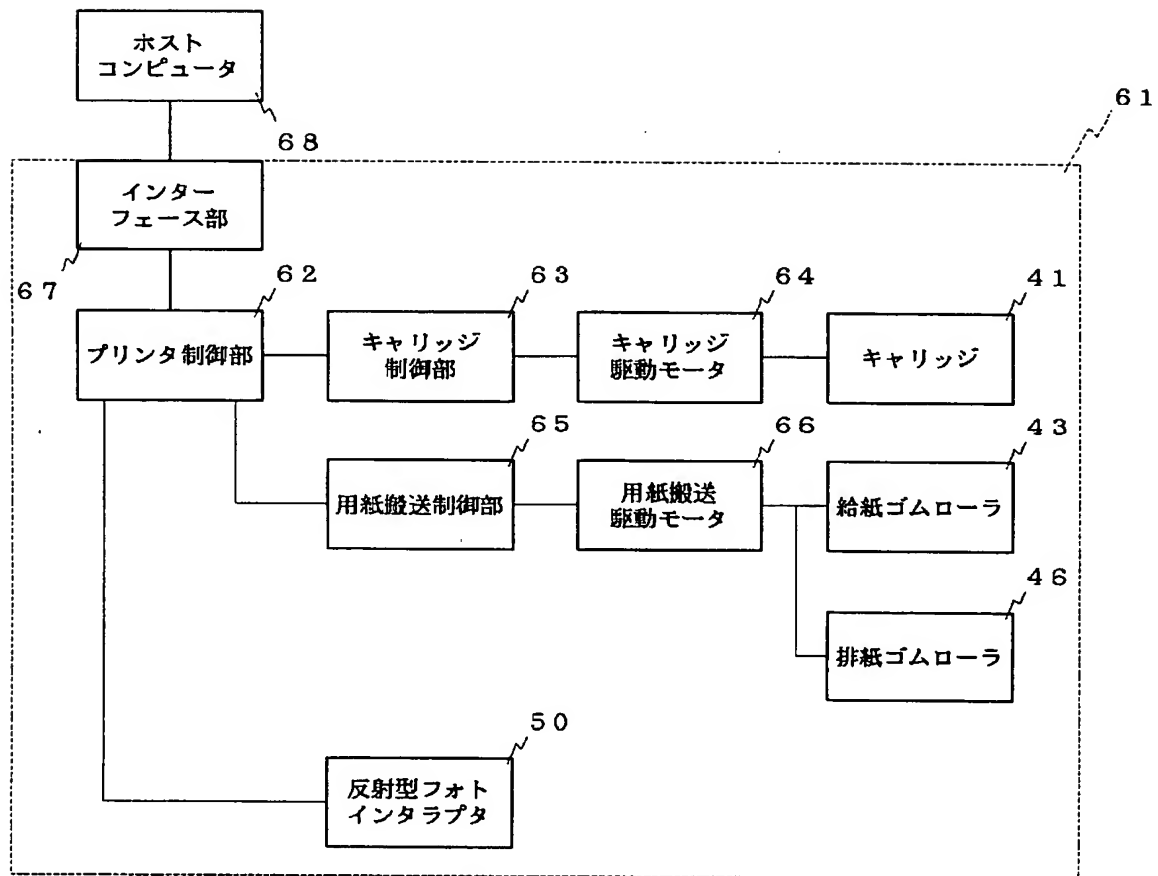 ホスト
コンピュータ
68
61
インター
フェース部
67
62
プリンタ制御部
63
キャリッジ
制御部
64
キャリッジ
駆動モータ
41
キャリッジ
65
用紙搬送制御部
66
用紙搬送
駆動モータ
43
給紙ゴムローラ
46
排紙ゴムローラ
50
反射型フォト
インタラプタ